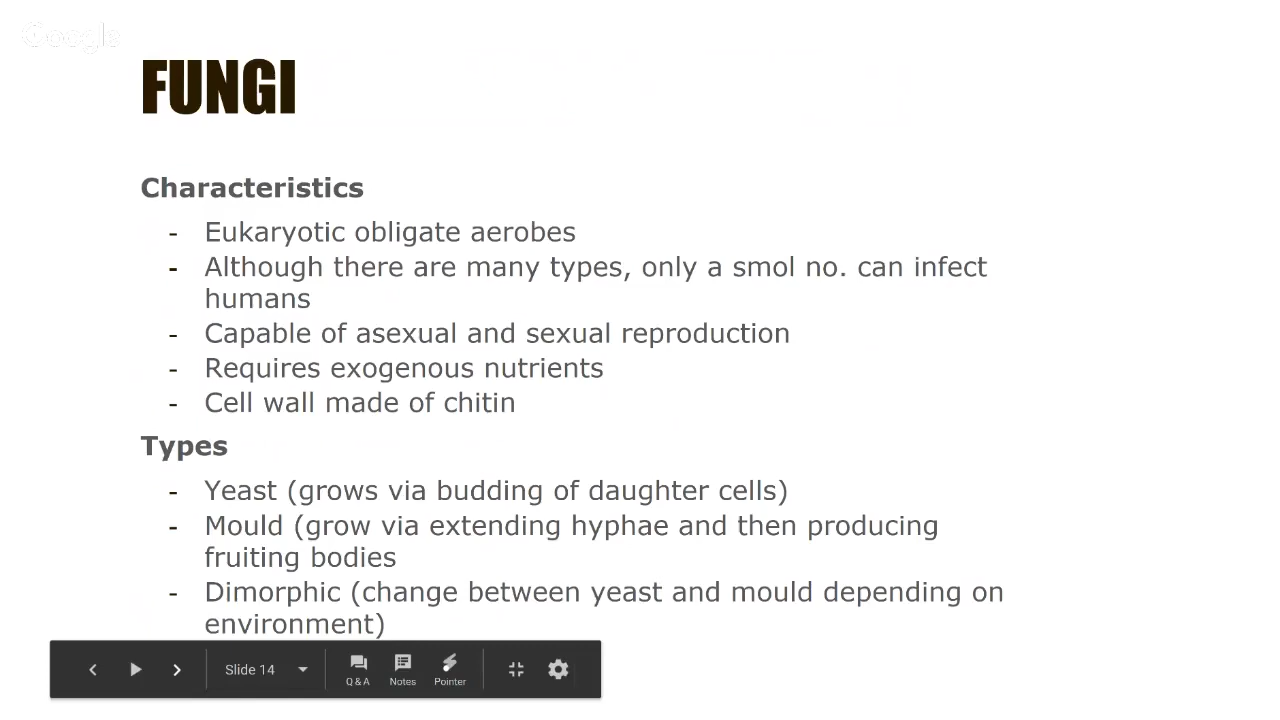 Google
FUNGI
Characteristics
- Eukaryotic obligate aerobes
- Although there are many types, only a smol no. can infect
humans
- Capable of asexual and sexual reproduction
- Requires exogenous nutrients
- Cell wall made of chitin
Types
- Yeast (grows via budding of daughter cells)
- Mould (grow via extending hyphae and then producing
fruiting bodies
- Dimorphic (change between yeast and mould depending on
environment)
Slide 14
Q & A Notes Pointer